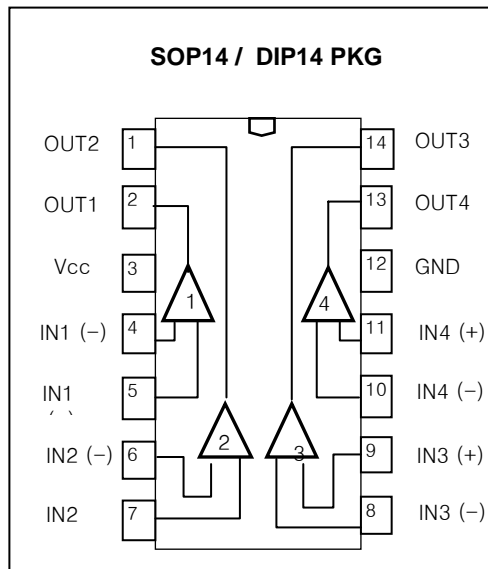 SOP14 / DIP14 PKG
OUT2 1 14 OUT3
OUT1 2 13 OUT4
Vcc 3 12 GND
1 4
IN1 (−) 4 11 IN4 (+)
IN1 5 10 IN4 (−)
2 3
IN2 (−) 6 9 IN3 (+)
IN2 7 8 IN3 (−)